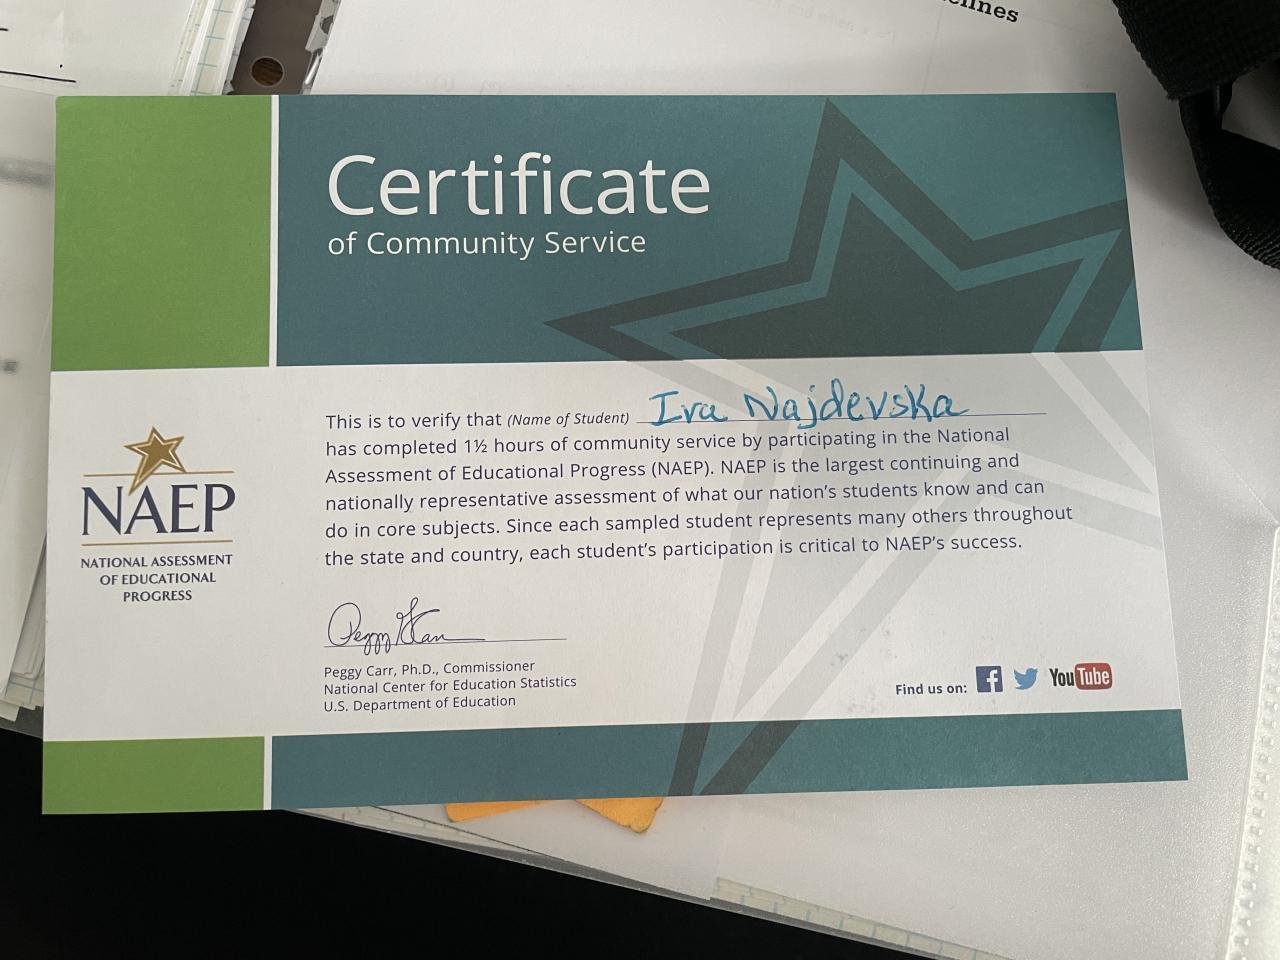 elines
Certificate
of Community Service
This is to verify that (Name of Student) Iva Najdevska
has completed 1½ hours of community service by participating in the National
Assessment of Educational Progress (NAEP). NAEP is the largest continuing and
nationally representative assessment of what our nation's students know and can
do in core subjects. Since each sampled student represents many others throughout
the state and country, each student's participation is critical to NAEP's success.
NAEP
NATIONAL ASSESSMENT
OF EDUCATIONAL
PROGRESS
Peggy Carr
Peggy Carr, Ph.D., Commissioner
National Center for Education Statistics
U.S. Department of Education
Find us on: f YouTube